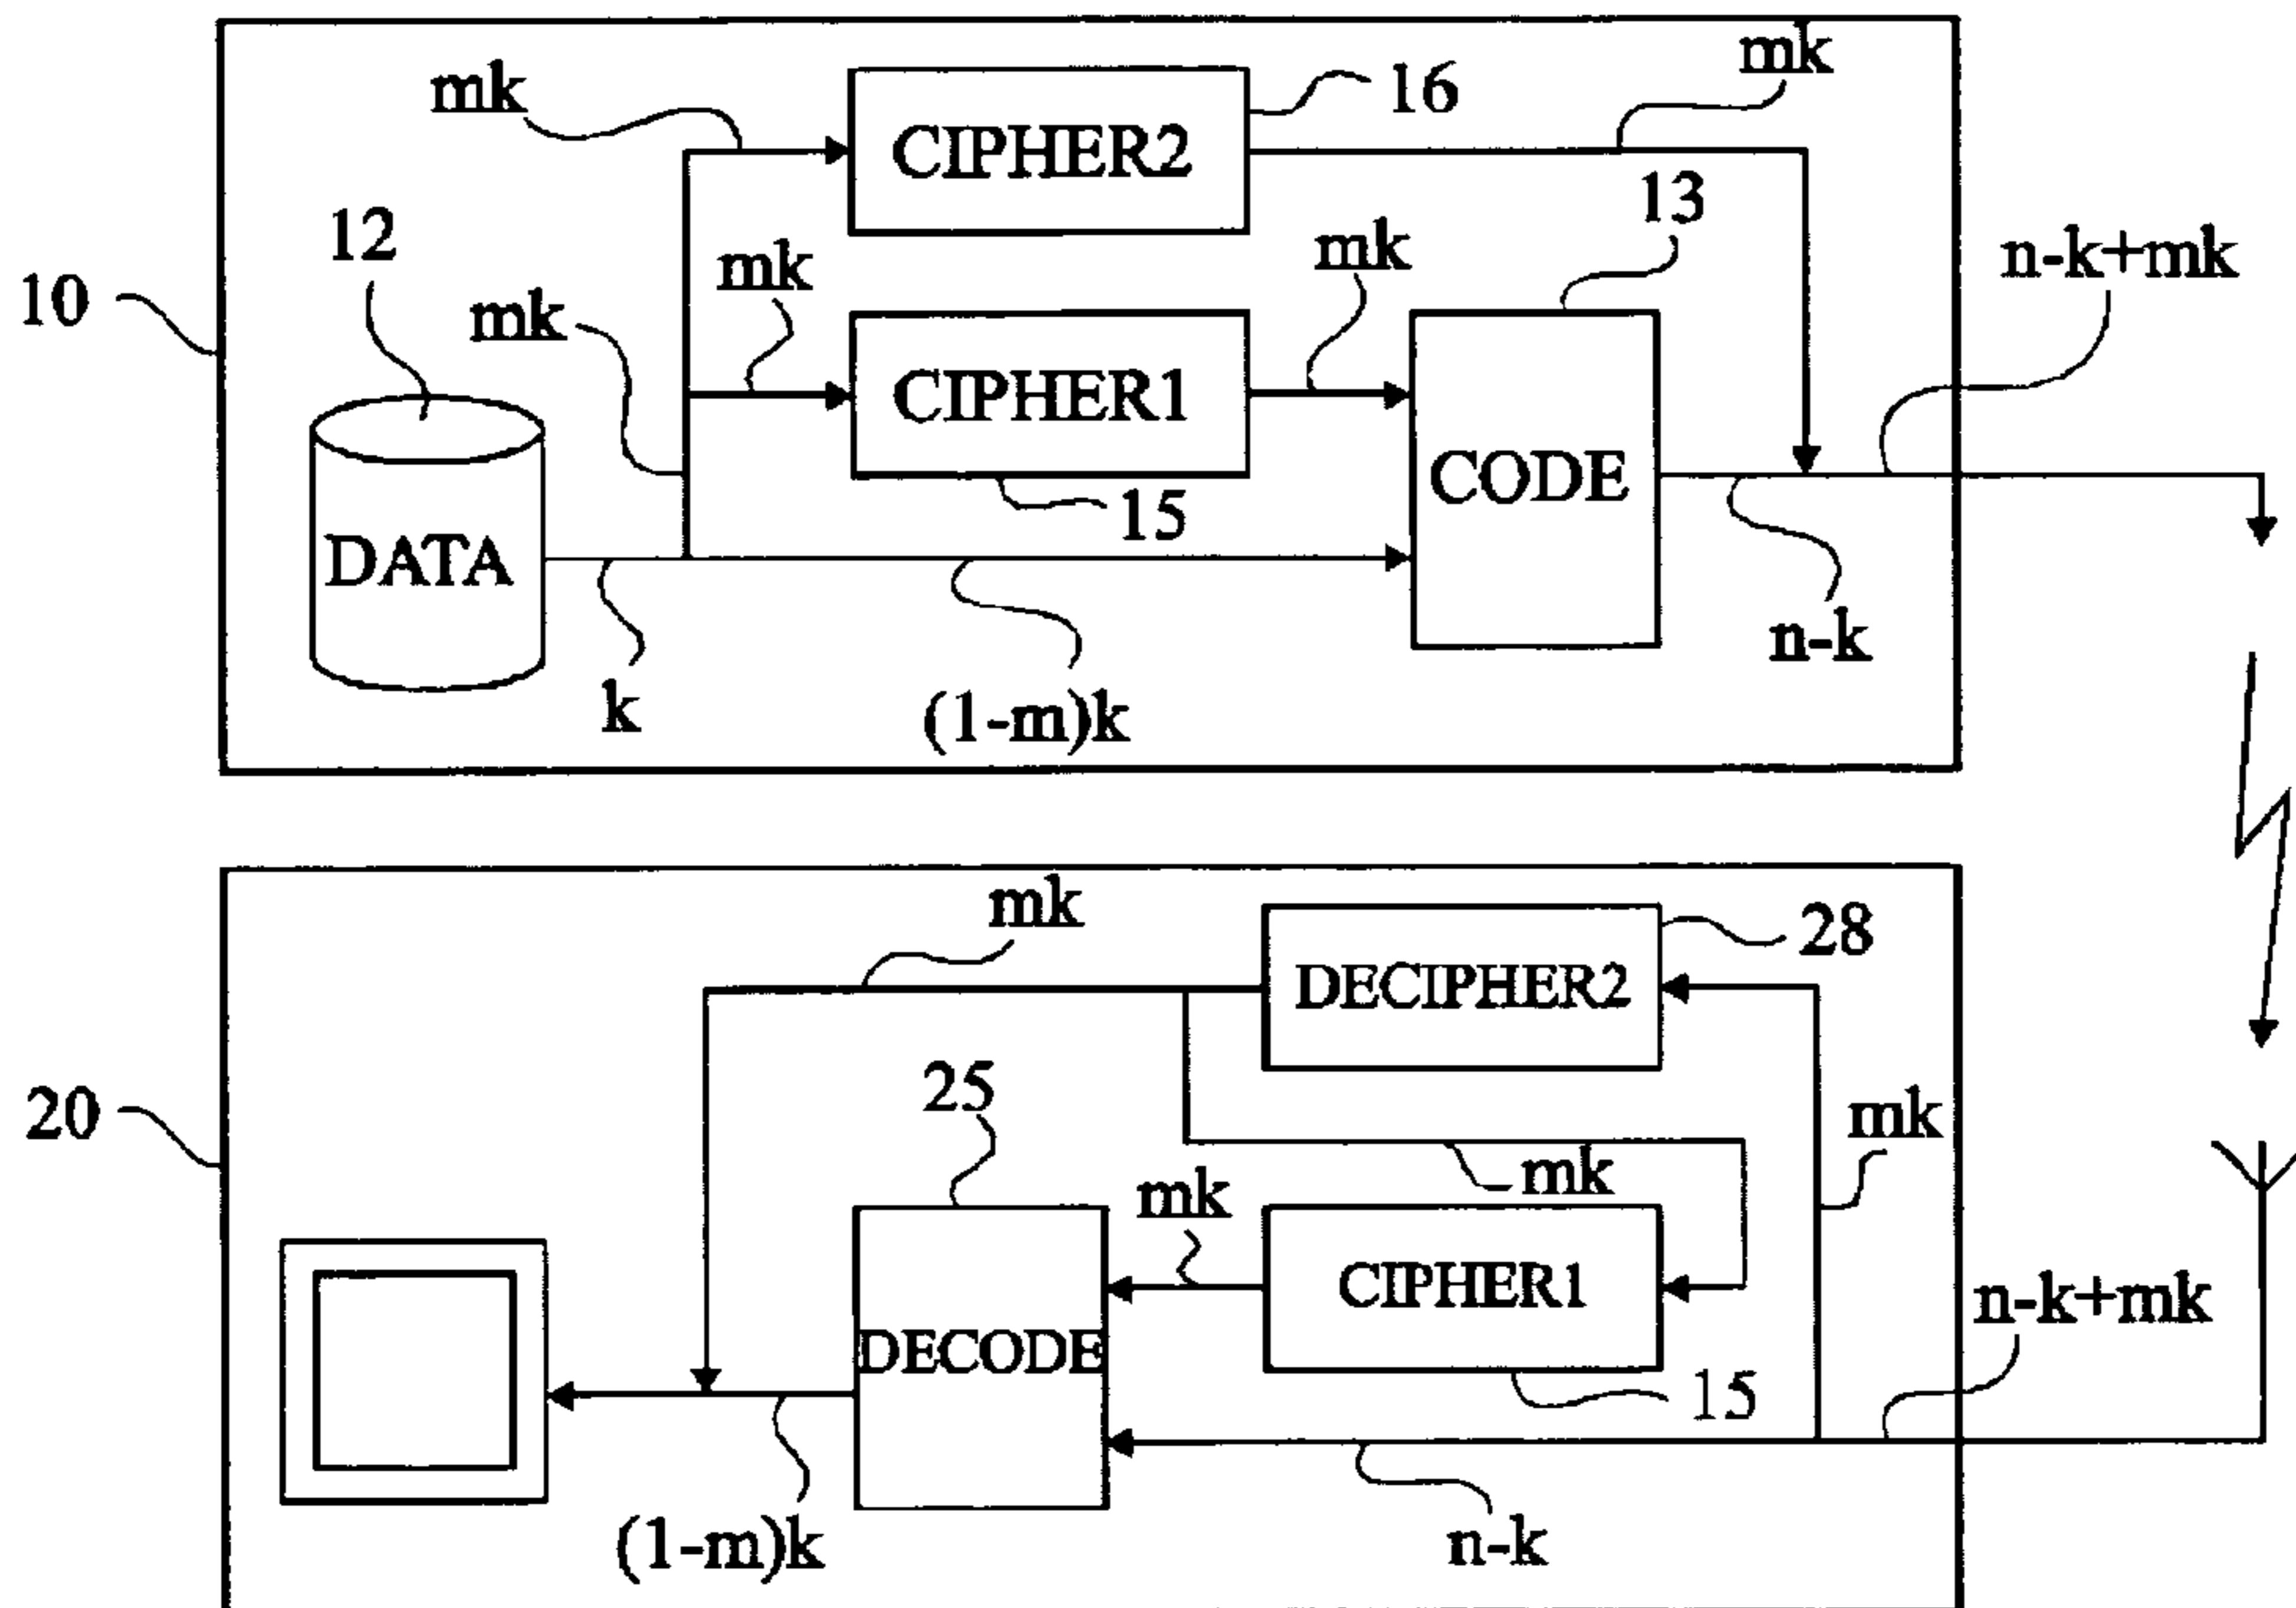 mk
mk
16
CIPHER2
13
12
mk
mk
n-k+mk
10
mk
CIPHER1
CODE
15
DATA
n-k
k
(1-m)k
mk
28
DECIPHER2
25
20
mk
mk
mk
CIPHER1
n-k+mk
DECODE
15
(1-m)k
n-k